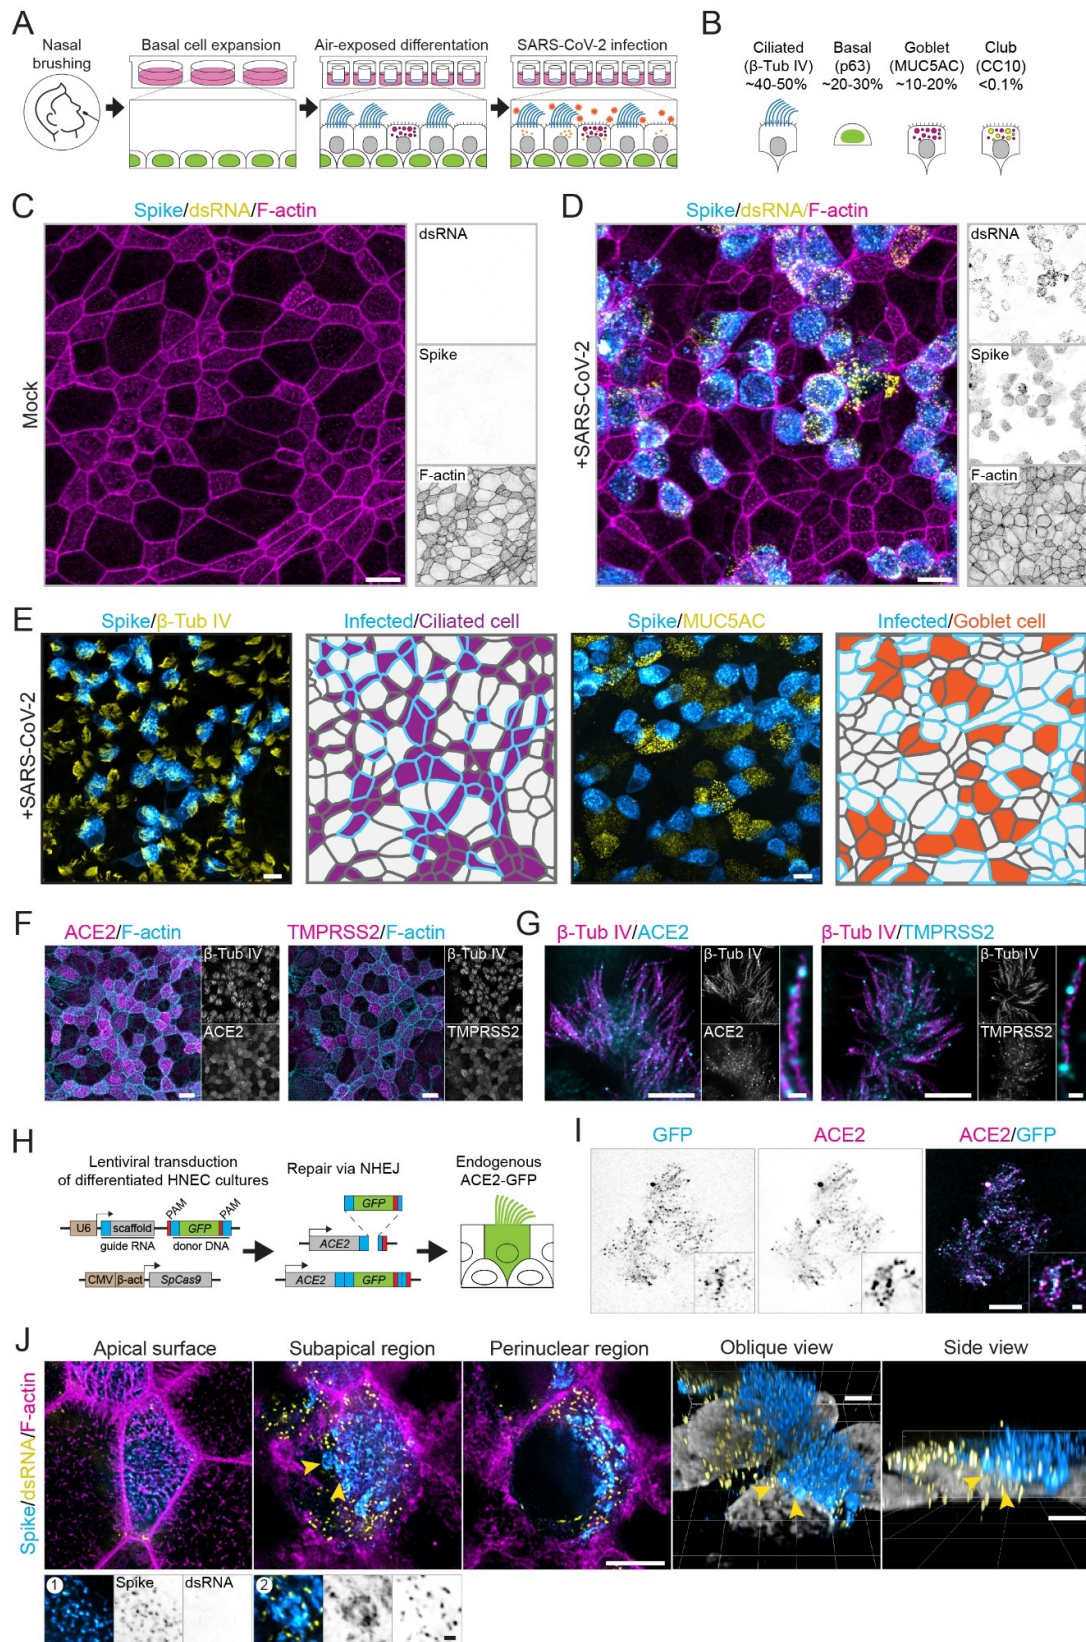 A
Nasal
brushing
Basal cell expansion
Air-exposed differentation
SARS-CoV-2 infection
B
Ciliated
(β-Tub IV)
~40-50%
Basal
(p63)
~20-30%
Goblet
(MUC5AC)
~10-20%
Club
(CC10)
<0.1%
C
Spike/dsRNA/F-actin
Mock
dsRNA
Spike
F-actin
D
Spike/dsRNA/F-actin
+SARS-CoV-2
dsRNA
Spike
F-actin
E
+SARS-CoV-2
Spike/β-Tub IV
Infected/Ciliated cell
Spike/MUC5AC
Infected/Goblet cell
F
ACE2/F-actin
β-Tub IV
ACE2
TMPRSS2/F-actin
β-Tub IV
TMPRSS2
G
β-Tub IV/ACE2
β-Tub IV
ACE2
β-Tub IV/TMPRSS2
β-Tub IV
TMPRSS2
H
Lentiviral transduction
of differentiated HNEC cultures
PAM
PAM
U6
scaffold
GFP
guide RNA
donor DNA
CMV
β-act
SpCas9
Repair via NHEJ
GFP
ACE2
ACE2
GFP
Endogenous
ACE2-GFP
I
GFP
ACE2
ACE2/GFP
J
Spike/dsRNA/F-actin
Apical surface
Subapical region
Perinuclear region
Oblique view
Side view
1
Spike
dsRNA
2